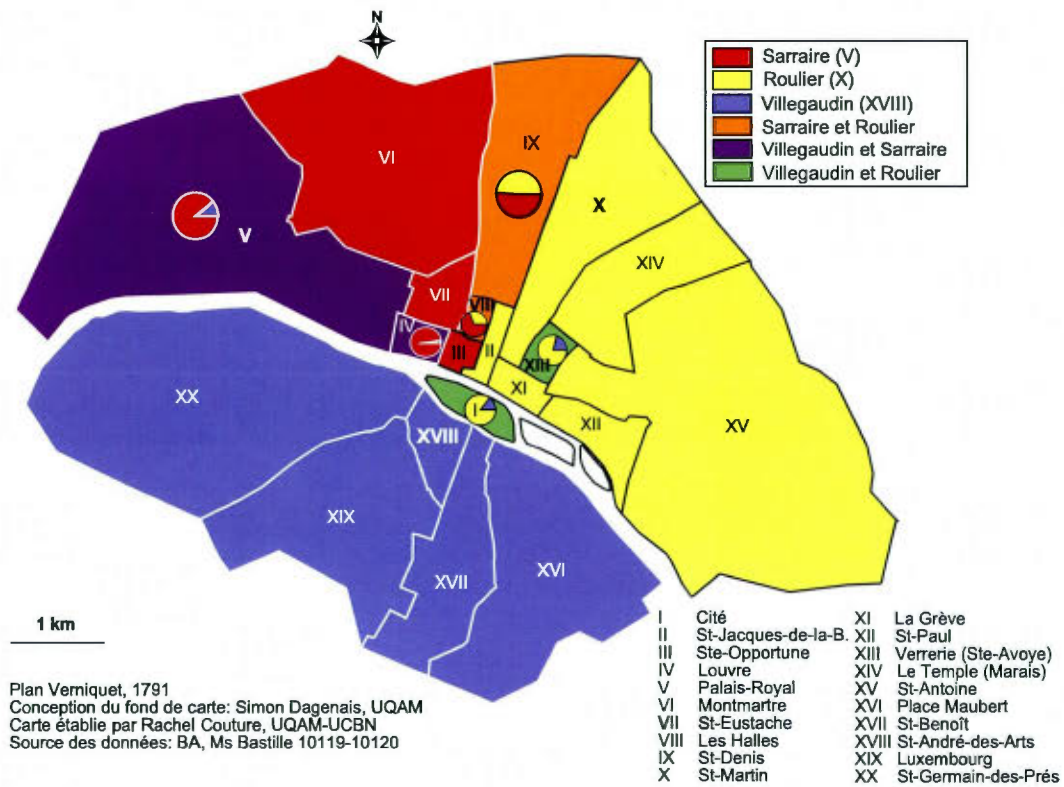 N
Sarraire (V)
Roulier (X)
Villegaudin (XVIII)
Sarraire et Roulier
Villegaudin et Sarraire
Villegaudin et Roulier
VI
IX
V
X
XIV
VII
VIII
IV
III
II
XIII
XI
XX
I
XII
XV
XVIII
XIX
XVII
XVI
1 km
Plan Verniquet, 1791
Conception du fond de carte: Simon Dagenais, UQAM
Carte établie par Rachel Couture, UQAM-UCBN
Source des données: BA, Ms Bastille 10119-10120
I Cité
II St-Jacques-de-la-B.
III Ste-Opportune
IV Louvre
V Palais-Royal
VI Montmartre
VII St-Eustache
VIII Les Halles
IX St-Denis
X St-Martin
XI La Grève
XII St-Paul
XIII Verrerie (Ste-Avoye)
XIV Le Temple (Marais)
XV St-Antoine
XVI Place Maubert
XVII St-Benoît
XVIII St-André-des-Arts
XIX Luxembourg
XX St-Germain-des-Prés